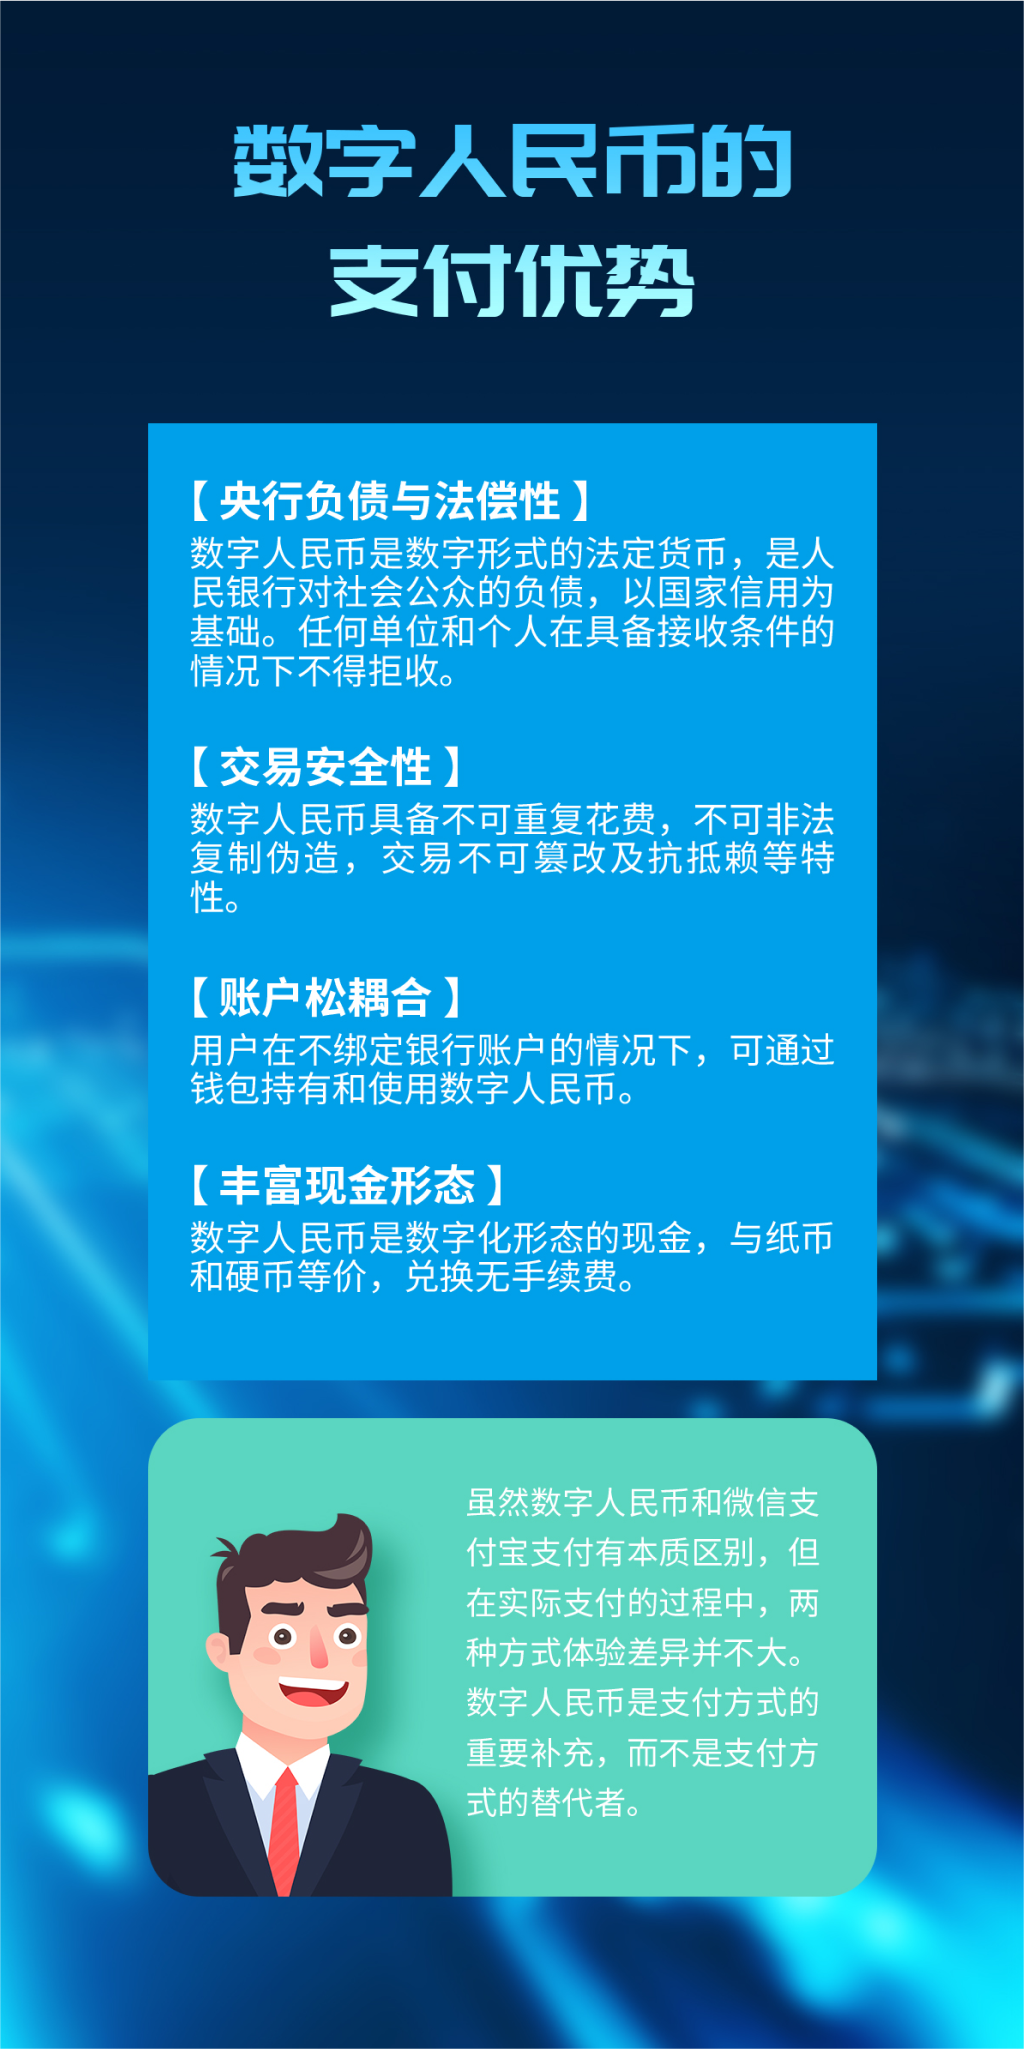 数字人民币的
支付优势
【央行负债与法偿性】
数字人民币是数字形式的法定货币，是人
民银行对社会公众的负债，以国家信用为
基础。任何单位和个人在具备接收条件的
情况下不得拒收。
【交易安全性】
数字人民币具备不可重复花费，不可非法
复制伪造，交易不可篡改及抗抵赖等特
性。
【账户松耦合】
用户在不绑定银行账户的情况下，可通过
钱包持有和使用数字人民币。
【丰富现金形态】
数字人民币是数字化形态的现金，与纸币
和硬币等价，兑换无手续费。
虽然数字人民币和微信支
付宝支付有本质区别，但
在实际支付的过程中，两
种方式体验差异并不大。
数字人民币是支付方式的
重要补充，而不是支付方
式的替代者。